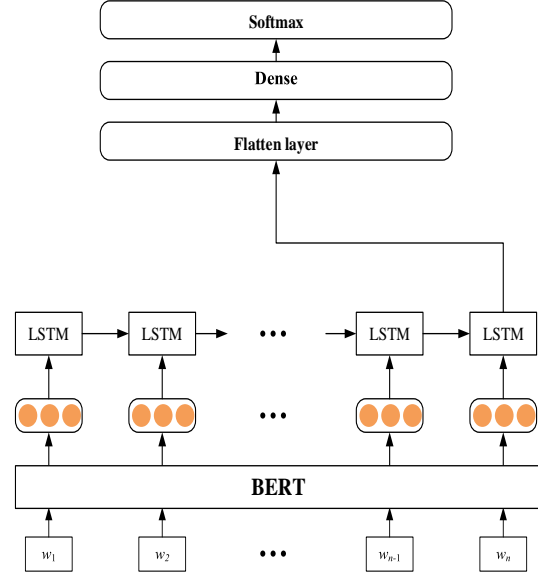 Softmax
Dense
Flatten layer
LSTM LSTM ••• LSTM LSTM
•••
BERT
w1 w2 ••• wn-1 wn